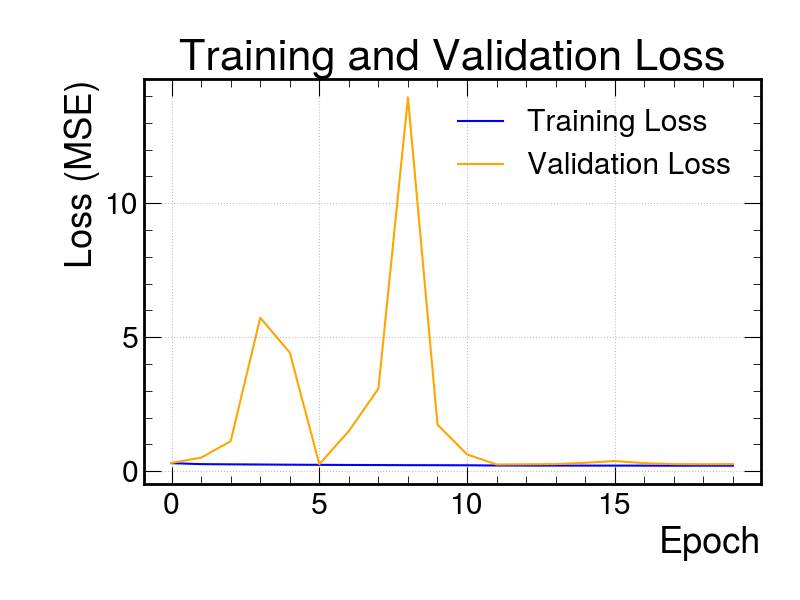 Training and Validation Loss
Loss (MSE)
Training Loss
Validation Loss
10
5
0
0 5 10 15
Epoch